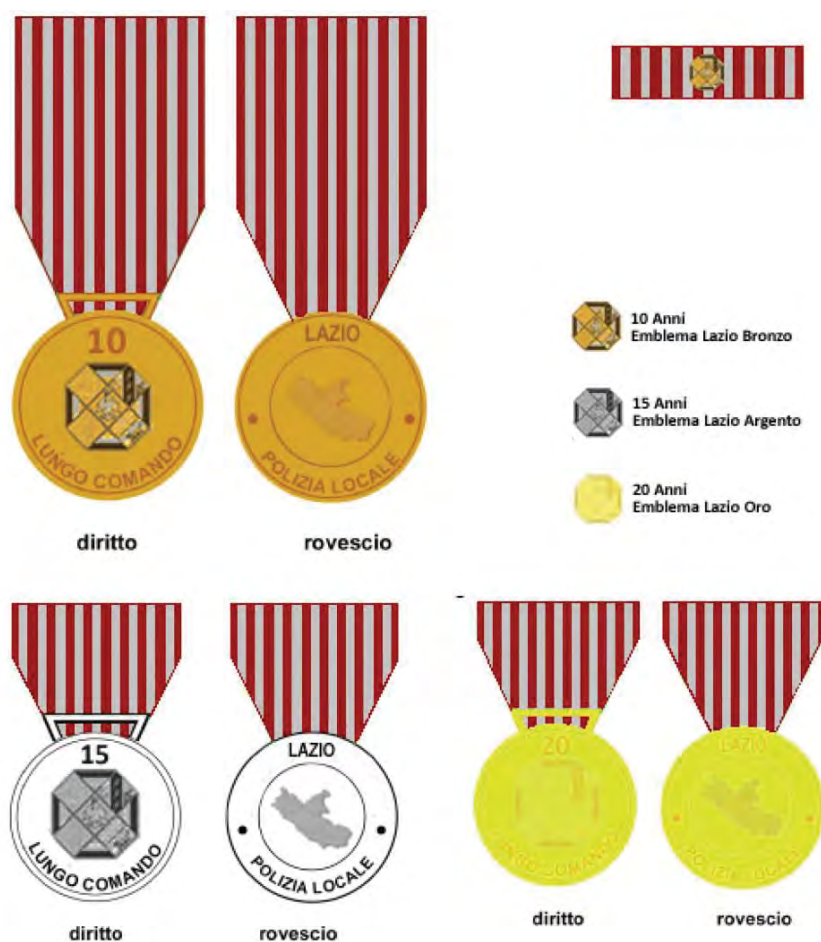 10
LUNGO COMANDO
LAZIO
POLIZIA LOCALE
diritto
rovescio
10 Anni
Emblema Lazio Bronzo
15 Anni
Emblema Lazio Argento
20 Anni
Emblema Lazio Oro
15
LUNGO COMANDO
LAZIO
POLIZIA LOCALE
diritto
rovescio
20
COMANDO
LAZIO
POLIZIA LOCALE
diritto
rovescio